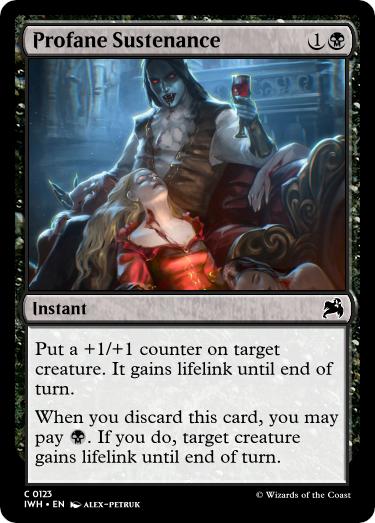 Profane Sustenance 1
Instant
Put a +1/+1 counter on target
creature. It gains lifelink until end of
turn.
When you discard this card, you may
pay . If you do, target creature
gains lifelink until end of turn.
C 0123
IWH • EN ALEX-PETRUK © Wizards of the Coast